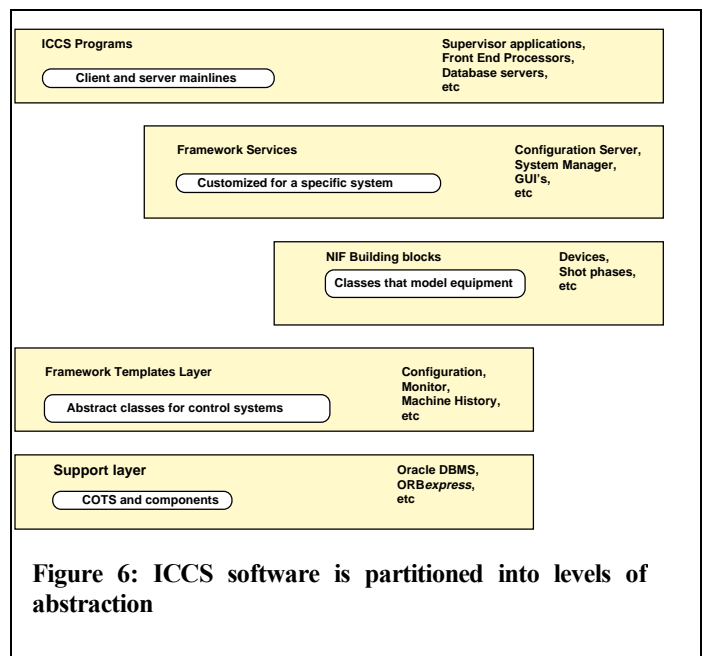 ICCS Programs
Client and server mainlines
Supervisor applications,
Front End Processors,
Database servers,
etc
Framework Services
Customized for a specific system
Configuration Server,
System Manager,
GUI's,
etc
NIF Building blocks
Classes that model equipment
Devices,
Shot phases,
etc
Framework Templates Layer
Abstract classes for control systems
Configuration,
Monitor,
Machine History,
etc
Support layer
COTS and components
Oracle DBMS,
ORBexpress,
etc
Figure 6: ICCS software is partitioned into levels of
abstraction